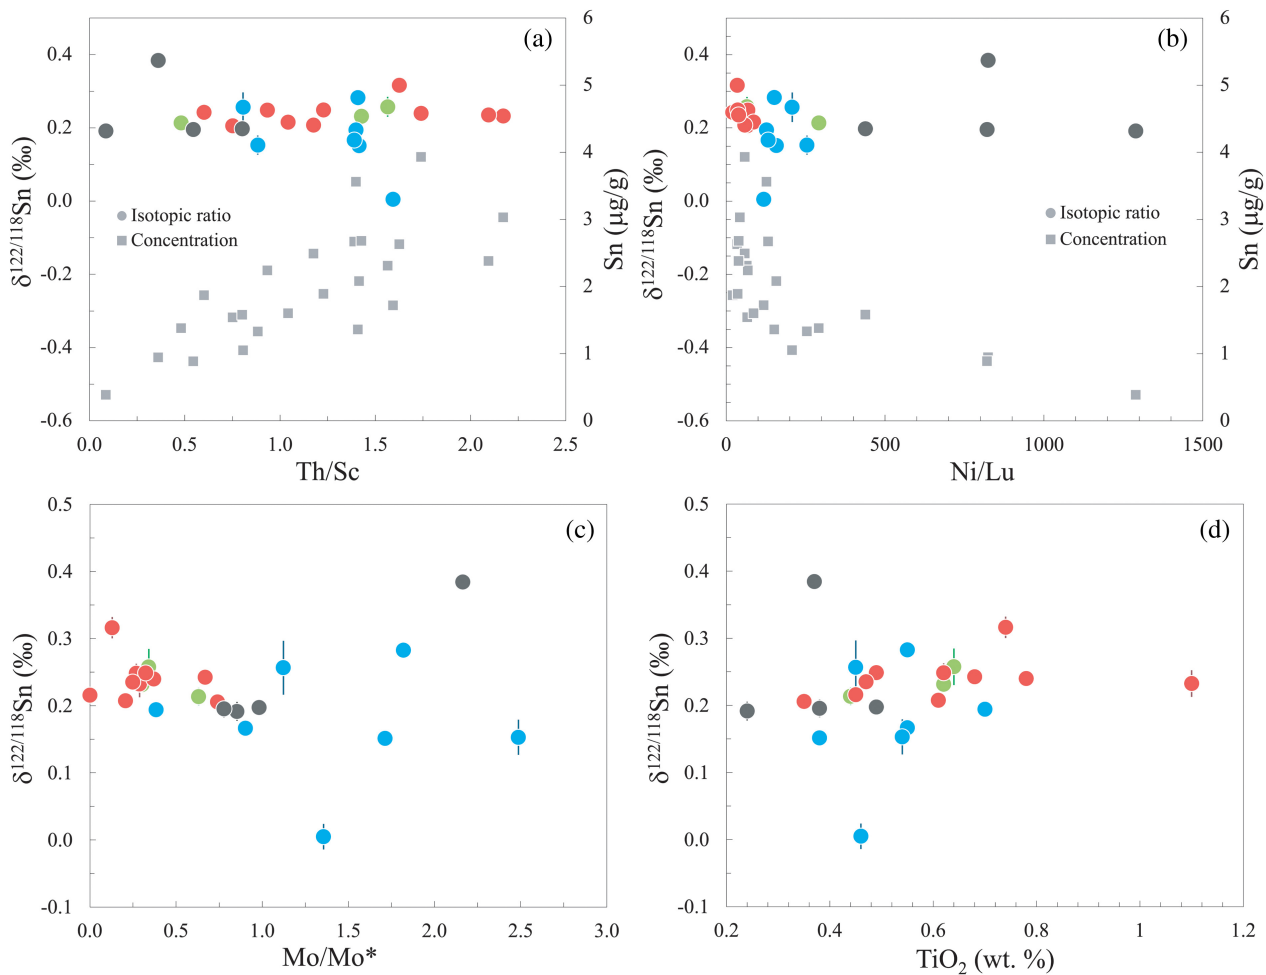 (a)
δ122/118Sn (‰)
0.4
0.2
0.0
-0.2
-0.4
-0.6
Isotopic ratio
Concentration
6
5
4
3
2
1
0
Sn (μg/g)
0.0 0.5 1.0 1.5 2.0 2.5
Th/Sc
(b)
δ122/118Sn (‰)
0.4
0.2
0.0
-0.2
-0.4
-0.6
Isotopic ratio
Concentration
6
5
4
3
2
1
0
Sn (μg/g)
0 500 1000 1500
Ni/Lu
(c)
δ122/118Sn (‰)
0.5
0.4
0.3
0.2
0.1
0.0
-0.1
0.0 0.5 1.0 1.5 2.0 2.5 3.0
Mo/Mo*
(d)
δ122/118Sn (‰)
0.5
0.4
0.3
0.2
0.1
0.0
-0.1
0.2 0.4 0.6 0.8 1 1.2
TiO2 (wt. %)